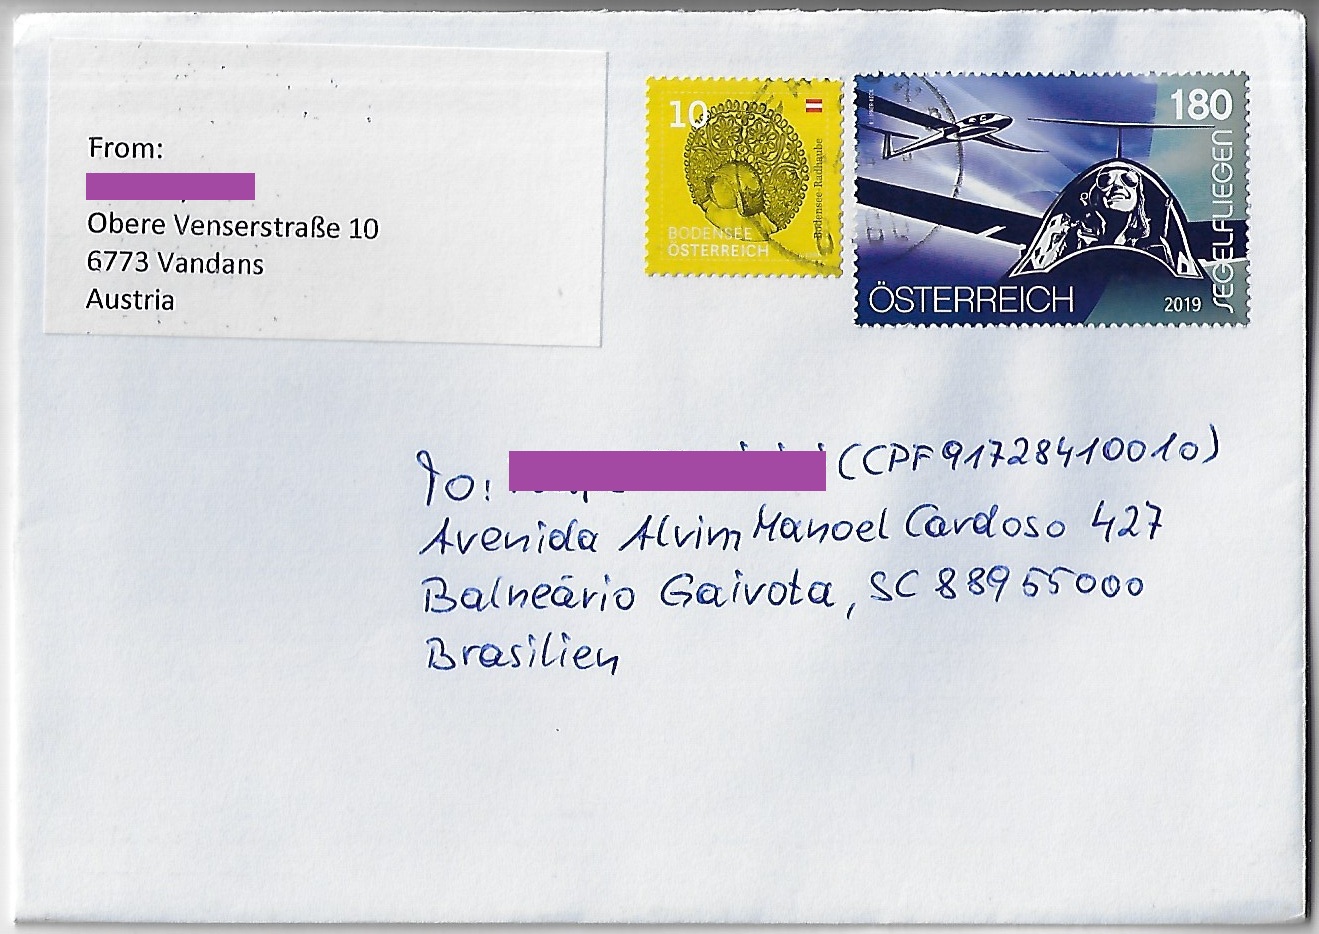 From:
Obere Venserstraße 10
6773 Vandans
Austria
10
Bodensee-Radhaube
BODENSEE
ÖSTERREICH
180
SEGELFLIEGEN
ÖSTERREICH
2019
To: (CPF 91728410010)
Avenida Alvim Manoel Cardoso 427
Balneário Gaivota, SC 88955000
Brasilien